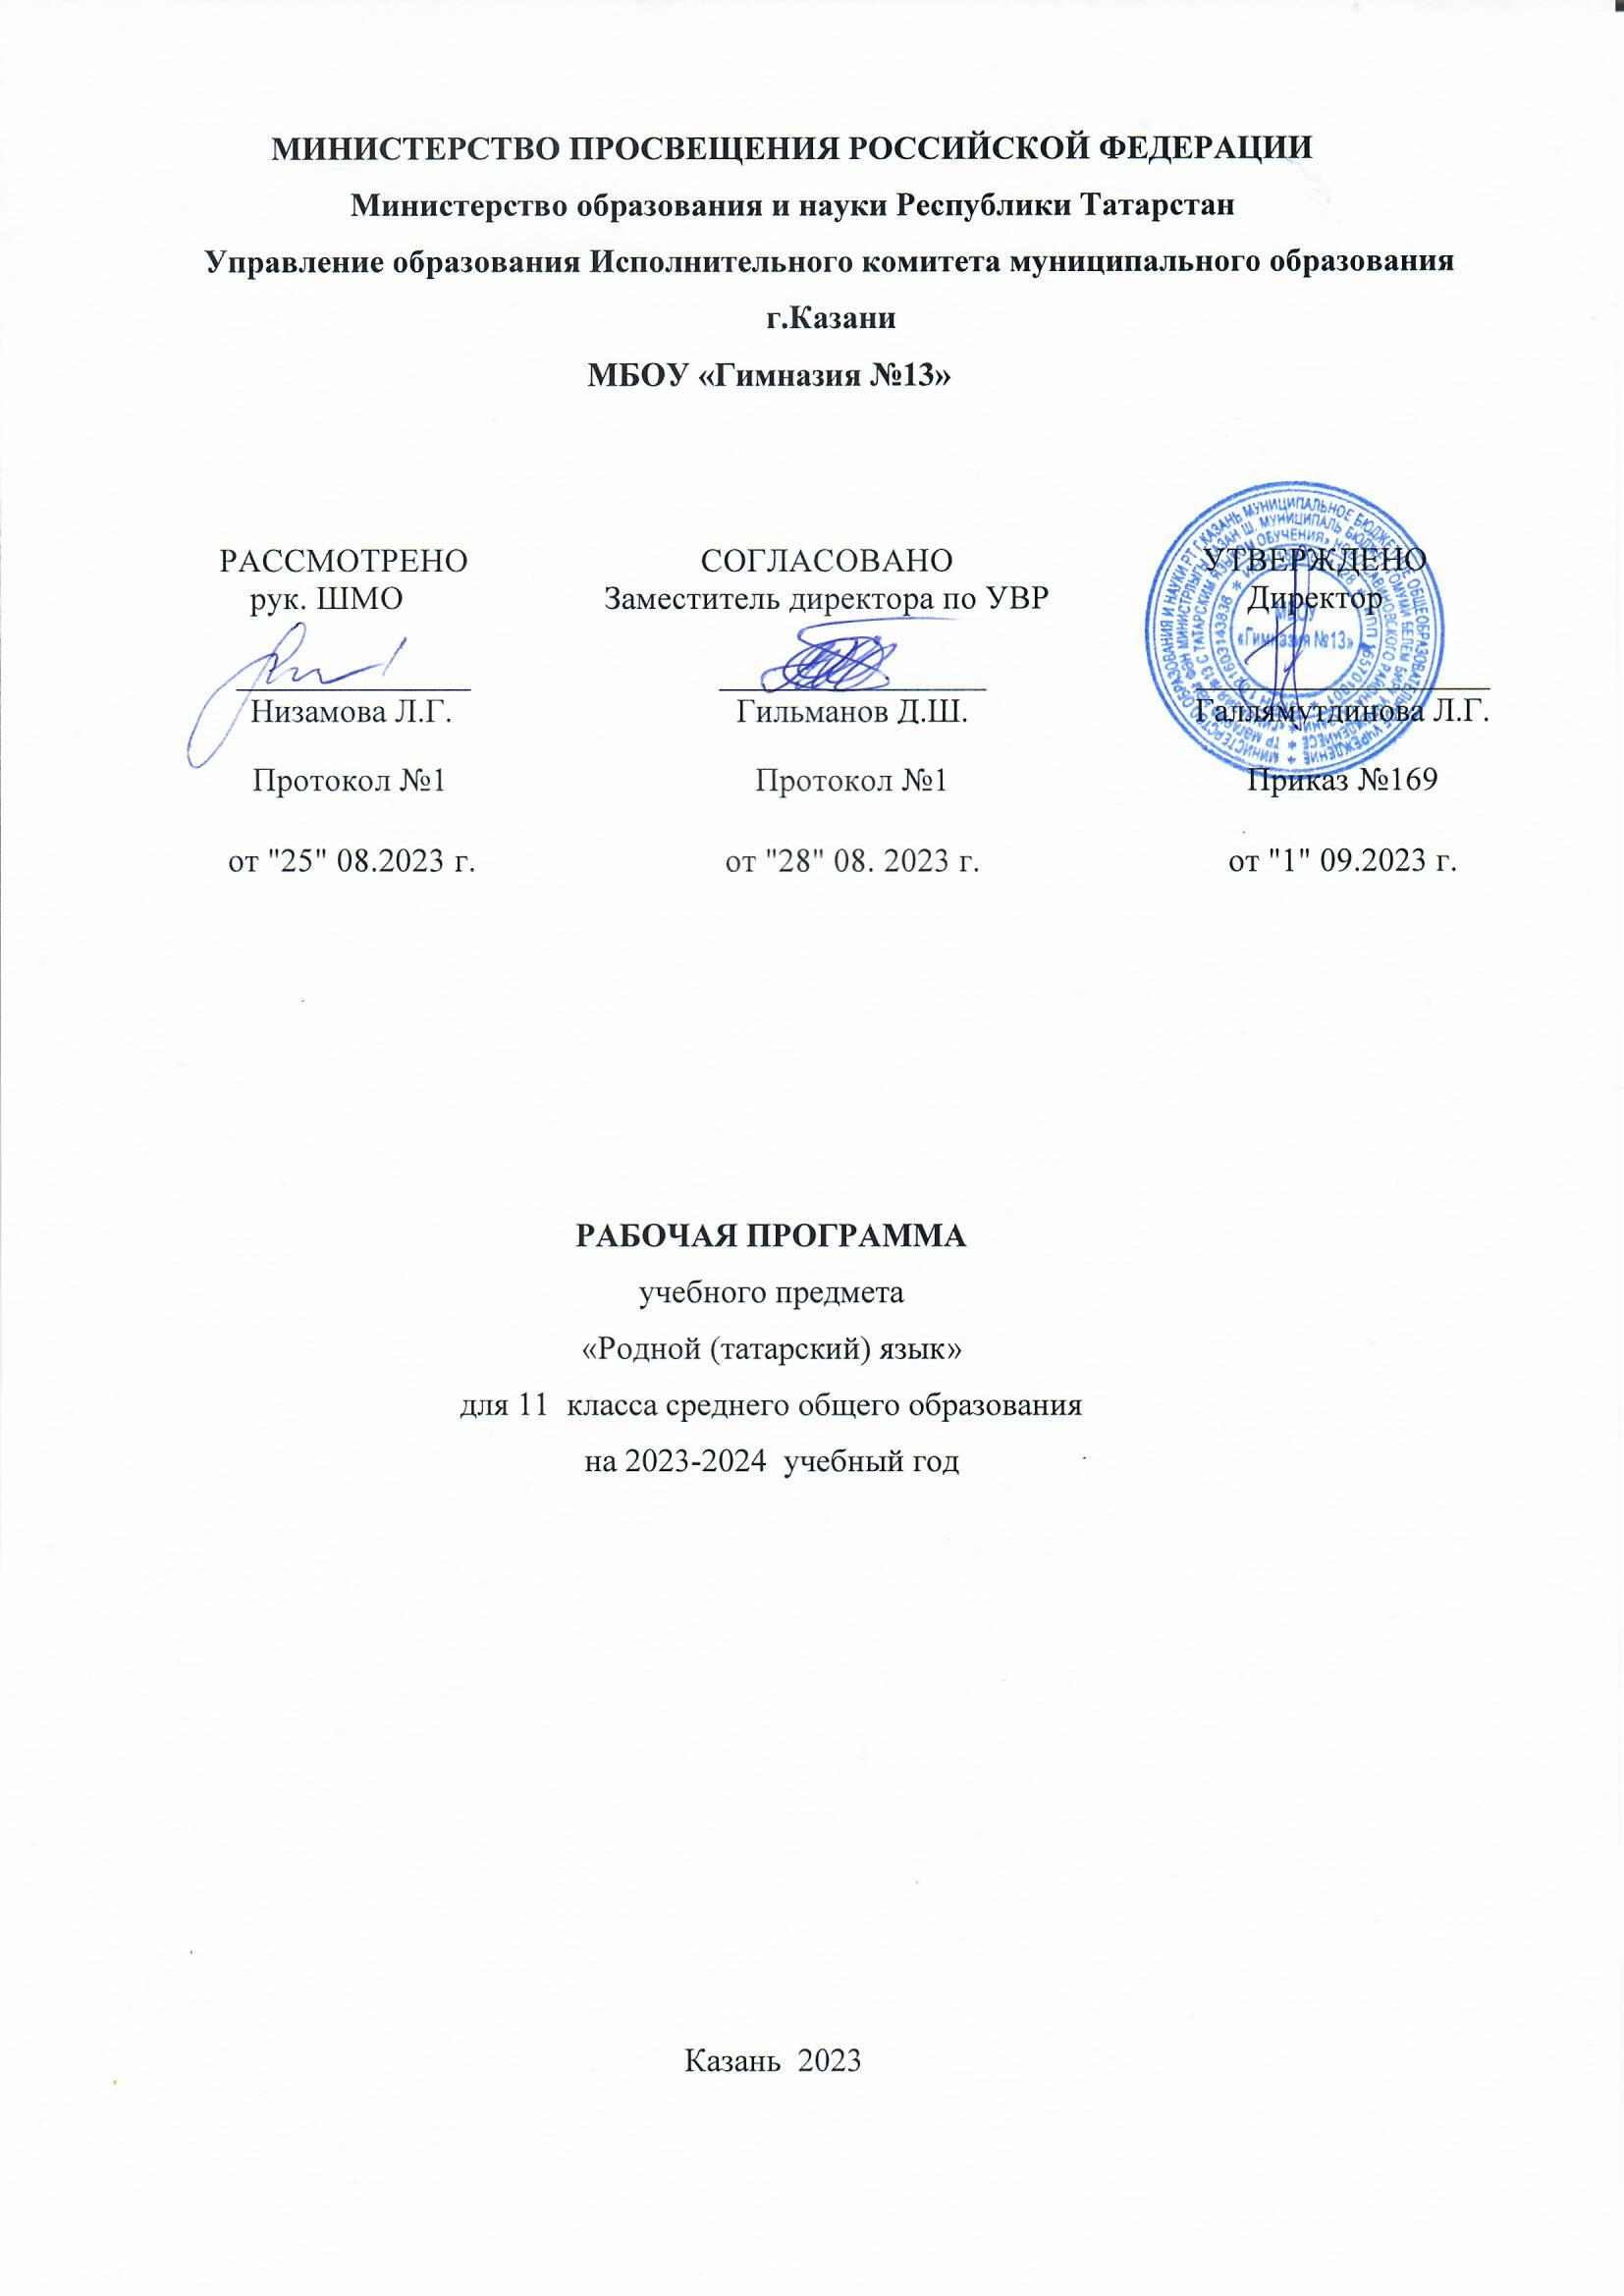 МИНИСТЕРСТВО ПРОСВЕЩЕНИЯ РОССИЙСКОЙ ФЕДЕРАЦИИ
Министерство образования и науки Республики Татарстан
Управление образования Исполнительного комитета муниципального образования
г.Казани
МБОУ «Гимназия №13»
РАССМОТРЕНО
рук. ШМО
Низамова Л.Г.
Протокол №1
от "25" 08.2023 г.
СОГЛАСОВАНО
Заместитель директора по УВР
Гильманов Д.Ш.
Протокол №1
от "28" 08. 2023 г.
УТВЕРЖДЕНО
Директор
Галлямутдинова Л.Г.
Приказ №169
от "1" 09.2023 г.
МБОУ
«Гимназия №13»
РАБОЧАЯ ПРОГРАММА
учебного предмета
«Родной (татарский) язык»
для 11  класса среднего общего образования
на 2023-2024  учебный год
Казань  2023